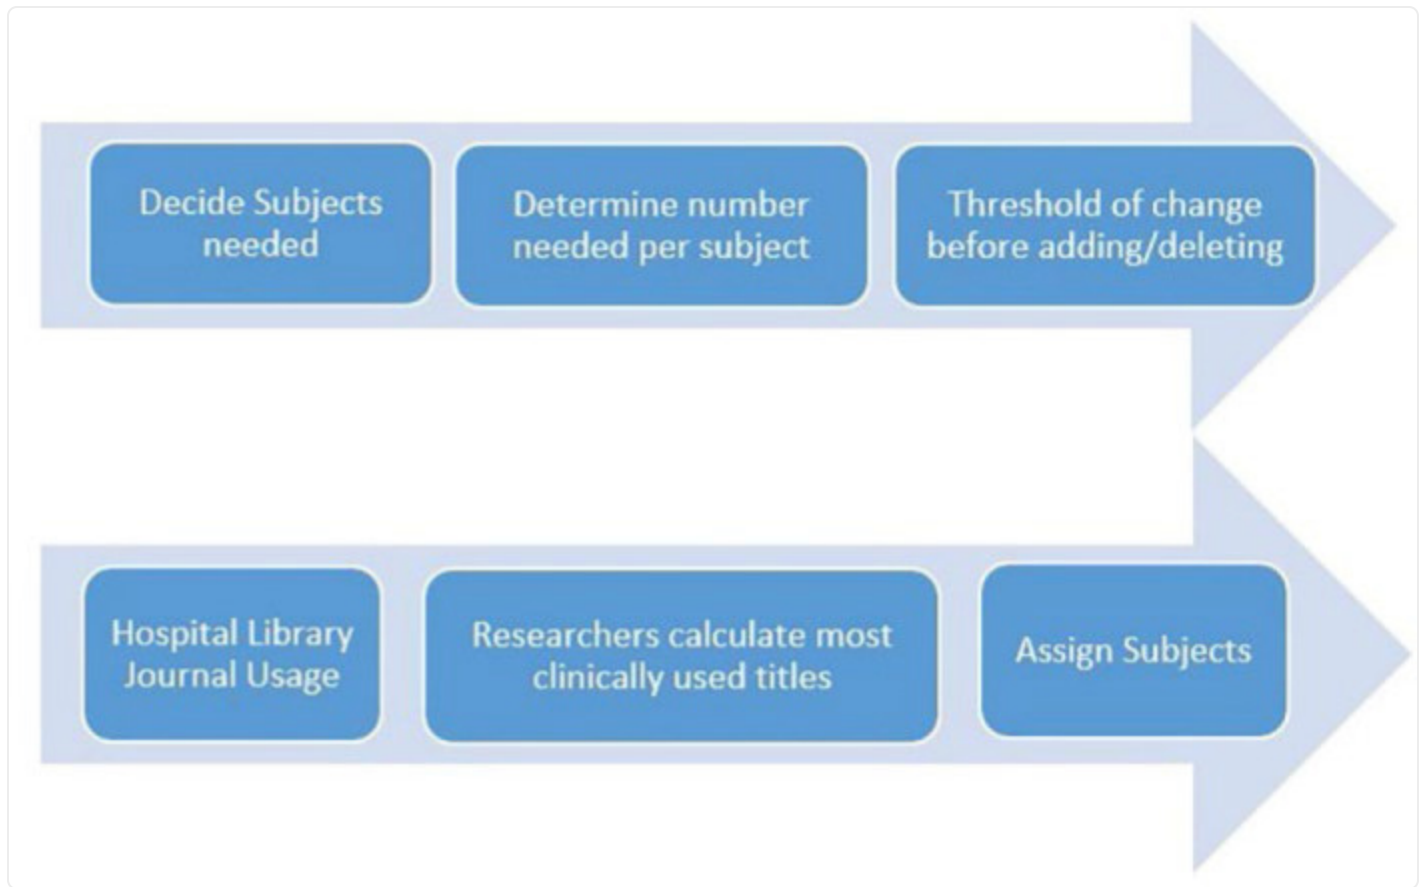 Decide Subjects
needed
Determine number
needed per subject
Threshold of change
before adding/deleting
Hospital Library
Journal Usage
Researchers calculate most
clinically used titles
Assign Subjects